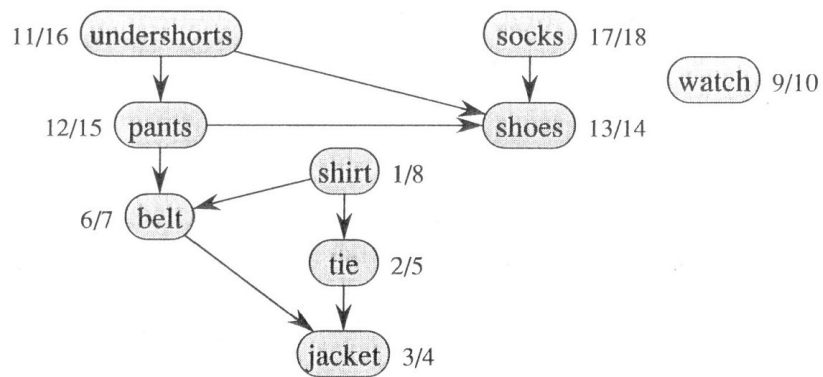 11/16 undershorts socks 17/18
watch 9/10
12/15 pants shoes 13/14
shirt 1/8
6/7 belt
tie 2/5
jacket 3/4